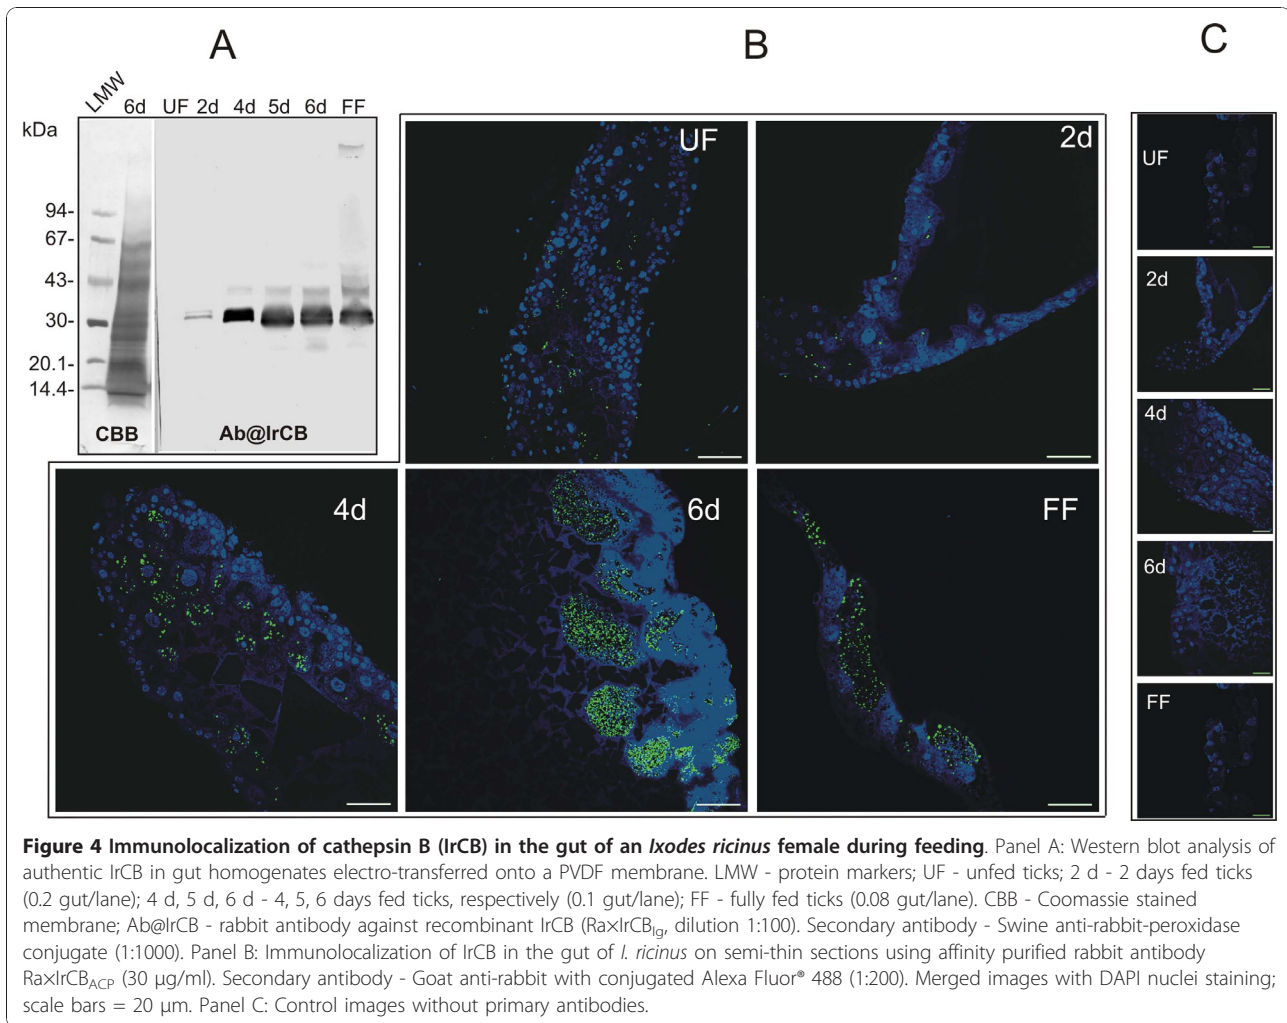 A
B
C
LMW
6d UF 2d 4d 5d 6d FF
kDa
94-
67-
43-
30-
20.1-
14.4-
CBB
Ab@IrCB
UF
2d
4d
6d
FF
UF
2d
4d
6d
FF
Figure 4 Immunolocalization of cathepsin B (IrCB) in the gut of an Ixodes ricinus female during feeding. Panel A: Western blot analysis of
authentic IrCB in gut homogenates electro-transferred onto a PVDF membrane. LMW - protein markers; UF - unfed ticks; 2 d - 2 days fed ticks
(0.2 gut/lane); 4 d, 5 d, 6 d - 4, 5, 6 days fed ticks, respectively (0.1 gut/lane); FF - fully fed ticks (0.08 gut/lane). CBB - Coomassie stained
membrane; Ab@IrCB - rabbit antibody against recombinant IrCB (Ra×IrCBIg, dilution 1:100). Secondary antibody - Swine anti-rabbit-peroxidase
conjugate (1:1000). Panel B: Immunolocalization of IrCB in the gut of I. ricinus on semi-thin sections using affinity purified rabbit antibody
Ra×IrCBACP (30 μg/ml). Secondary antibody - Goat anti-rabbit with conjugated Alexa Fluor® 488 (1:200). Merged images with DAPI nuclei staining;
scale bars = 20 μm. Panel C: Control images without primary antibodies.